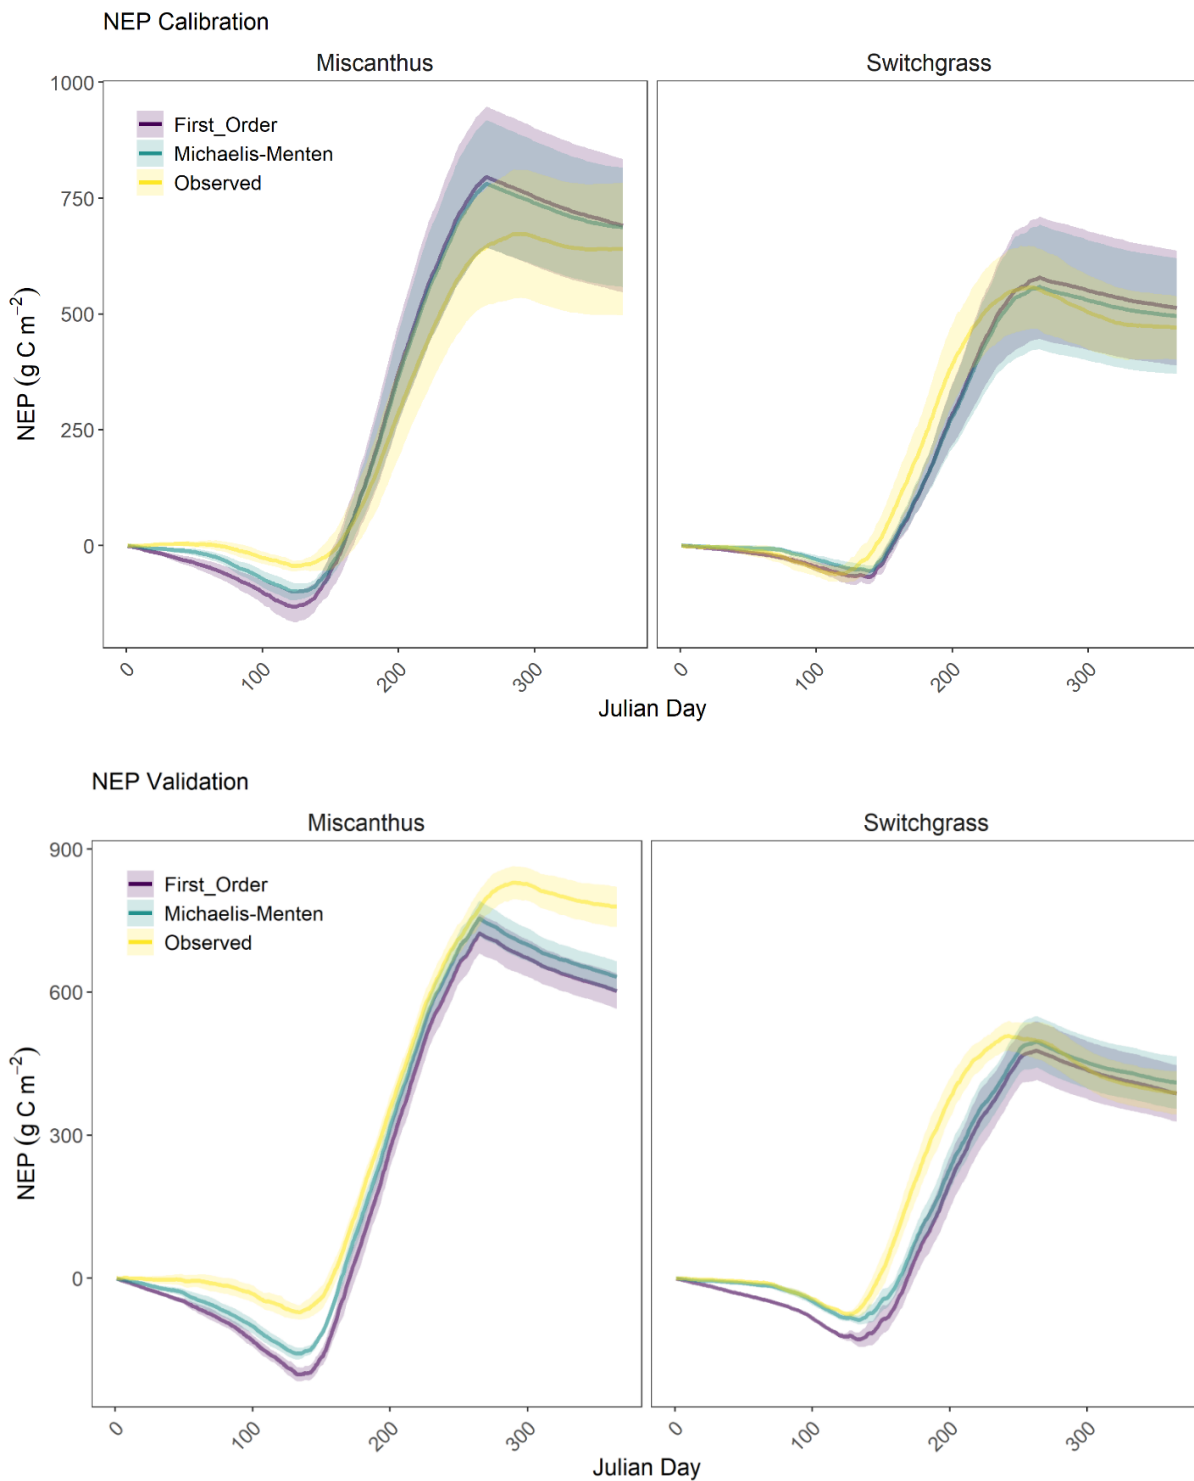 NEP Calibration
Miscanthus
Switchgrass
First_Order
Michaelis-Menten
Observed
1000
750
500
250
0
NEP (g C m⁻²)
0
100
200
300
0
100
200
300
Julian Day
NEP Validation
Miscanthus
Switchgrass
First_Order
Michaelis-Menten
Observed
900
600
300
0
NEP (g C m⁻²)
0
100
200
300
0
100
200
300
Julian Day